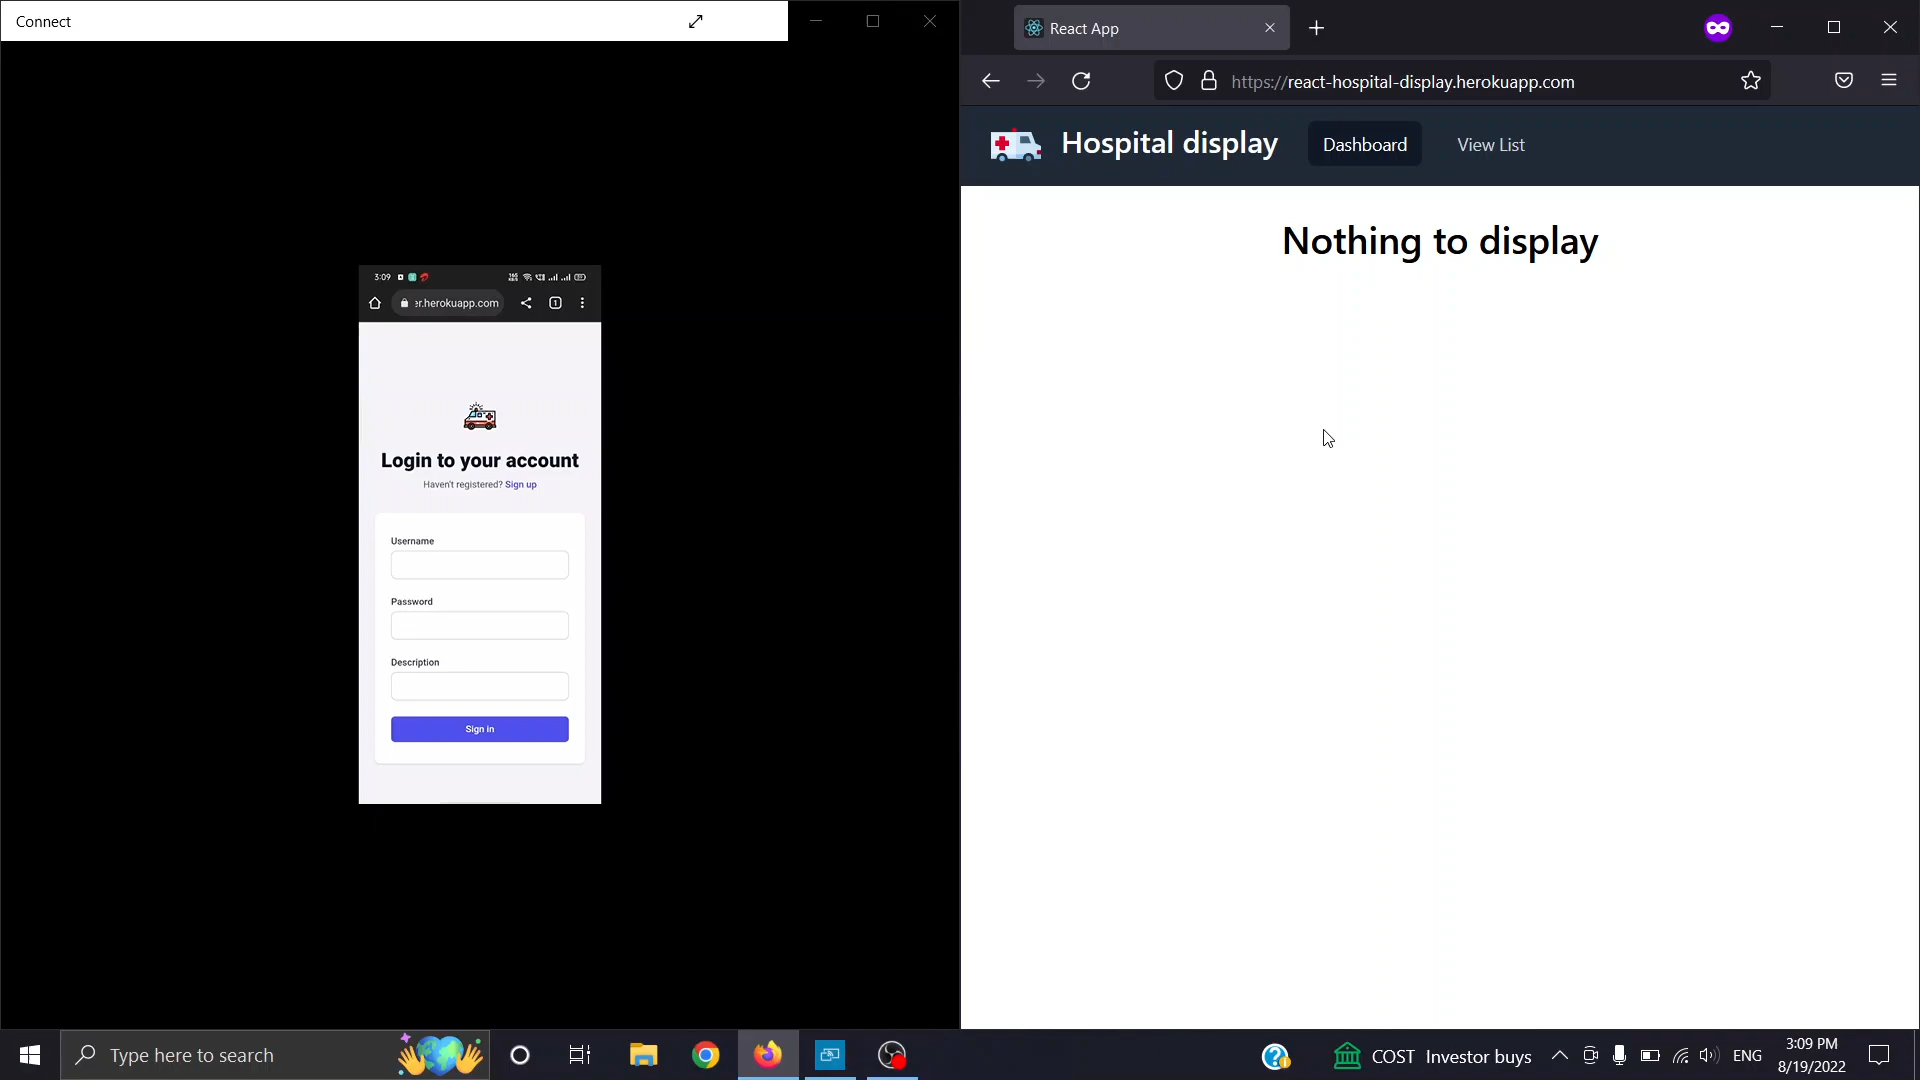 Connect
React App
https://react-hospital-display.herokuapp.com
Hospital display
Dashboard
View List
Nothing to display
3:09
er.herokuapp.com
1
Login to your account
Haven't registered? Sign up
Username
Password
Description
Sign in
Type here to search
COST Investor buys
ENG
3:09 PM
8/19/2022